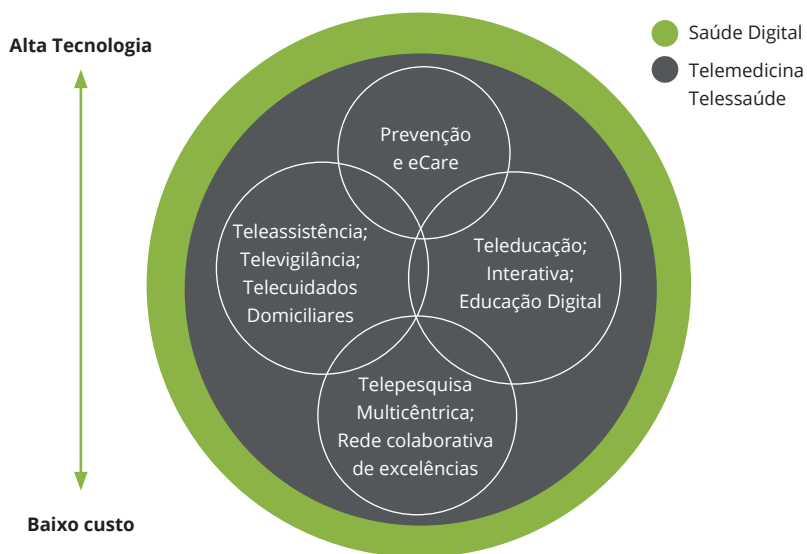 Alta Tecnologia
Saúde Digital
Telemedicina
Telessaúde
Prevenção
e eCare
Teleassistência;
Televigilância;
Telecuidados
Domiciliares
Teleducação;
Interativa;
Educação Digital
Telepesquisa
Multicêntrica;
Rede colaborativa
de excelências
Baixo custo